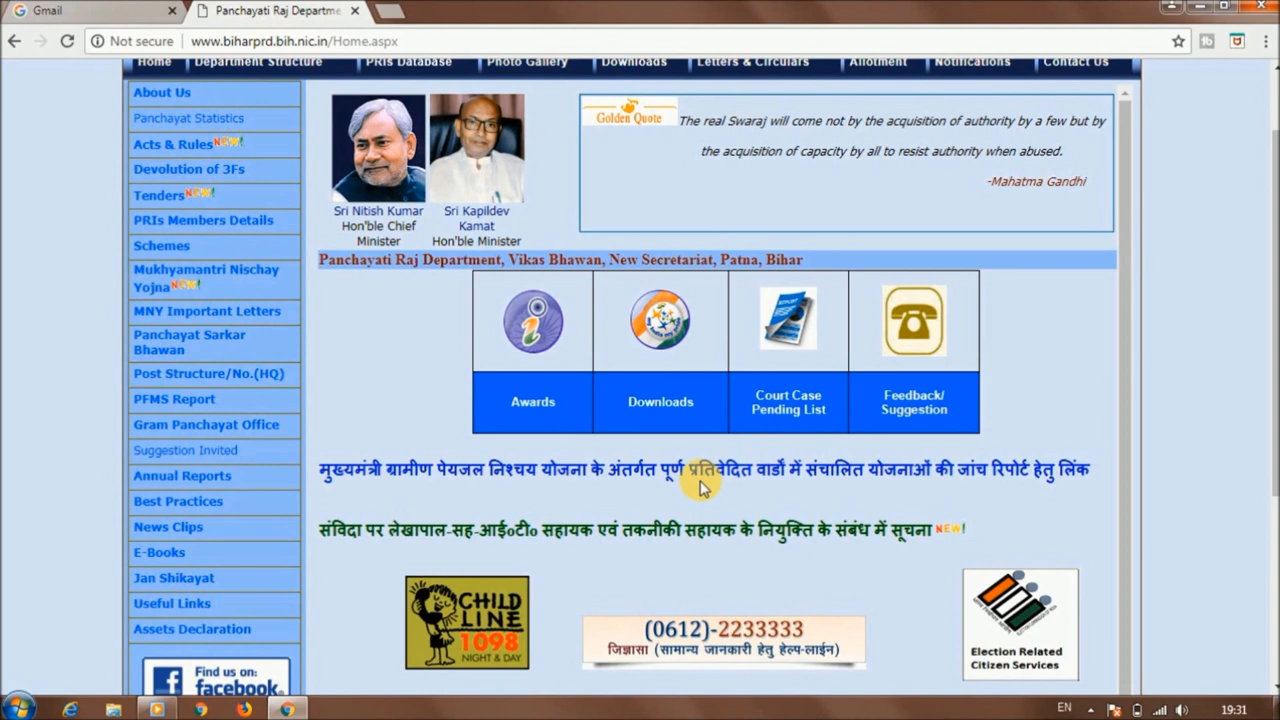 Gmail
Panchayati Raj Departme
Not secure
www.biharprd.bih.nic.in/Home.aspx
Home Department Structure PRIs Database Photo Gallery Downloads Letters & Circulars Allotment Notifications Contact Us
About Us
Panchayat Statistics
Acts & Rules NEW!
Devolution of 3Fs
Tenders NEW!
PRIs Members Details
Schemes
Mukhyamantri Nischay
Yojna NEW!
MNY Important Letters
Panchayat Sarkar
Bhawan
Post Structure/No.(HQ)
PFMS Report
Gram Panchayat Office
Suggestion Invited
Annual Reports
Best Practices
News Clips
E-Books
Jan Shikayat
Useful Links
Assets Declaration
Find us on:
facebook.
Sri Nitish Kumar
Hon'ble Chief
Minister
Sri Kapildev
Kamat
Hon'ble Minister
Golden Quote
The real Swaraj will come not by the acquisition of authority by a few but by
the acquisition of capacity by all to resist authority when abused.
-Mahatma Gandhi
Panchayati Raj Department, Vikas Bhawan, New Secretariat, Patna, Bihar
Awards
Downloads
Court Case
Pending List
Feedback/
Suggestion
मुख्यमंत्री ग्रामीण पेयजल निश्चय योजना के अंतर्गत पूर्ण प्रतिवेदित वार्डों में संचालित योजनाओं की जांच रिपोर्ट हेतु लिंक
संविदा पर लेखापाल-सह-आईoटीo सहायक एवं तकनीकी सहायक के नियुक्ति के संबंध में सूचना NEW!
CHILD
LINE
1098
NIGHT & DAY
(0612)-2233333
जिज्ञासा (सामान्य जानकारी हेतु हेल्प-लाईन)
Election Related
Citizen Services
EN
19:31